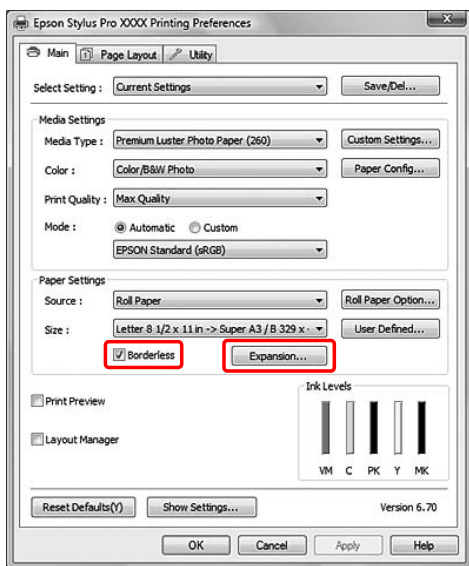 Epson Stylus Pro XXXX Printing Preferences
Main Page Layout Utility
Select Setting : Current Settings Save/Del...
Media Settings
Media Type : Premium Luster Photo Paper (260) Custom Settings...
Color : Color/B&W Photo Paper Config...
Print Quality : Max Quality
Mode : Automatic Custom
EPSON Standard (sRGB)
Paper Settings
Source : Roll Paper Roll Paper Option...
Size : Letter 8 1/2 x 11 in -> Super A3 / B 329 x User Defined...
Borderless Expansion...
Print Preview
Layout Manager
Ink Levels
VM C PK Y MK
Reset Defaults(Y) Show Settings... Version 6.70
OK Cancel Apply Help